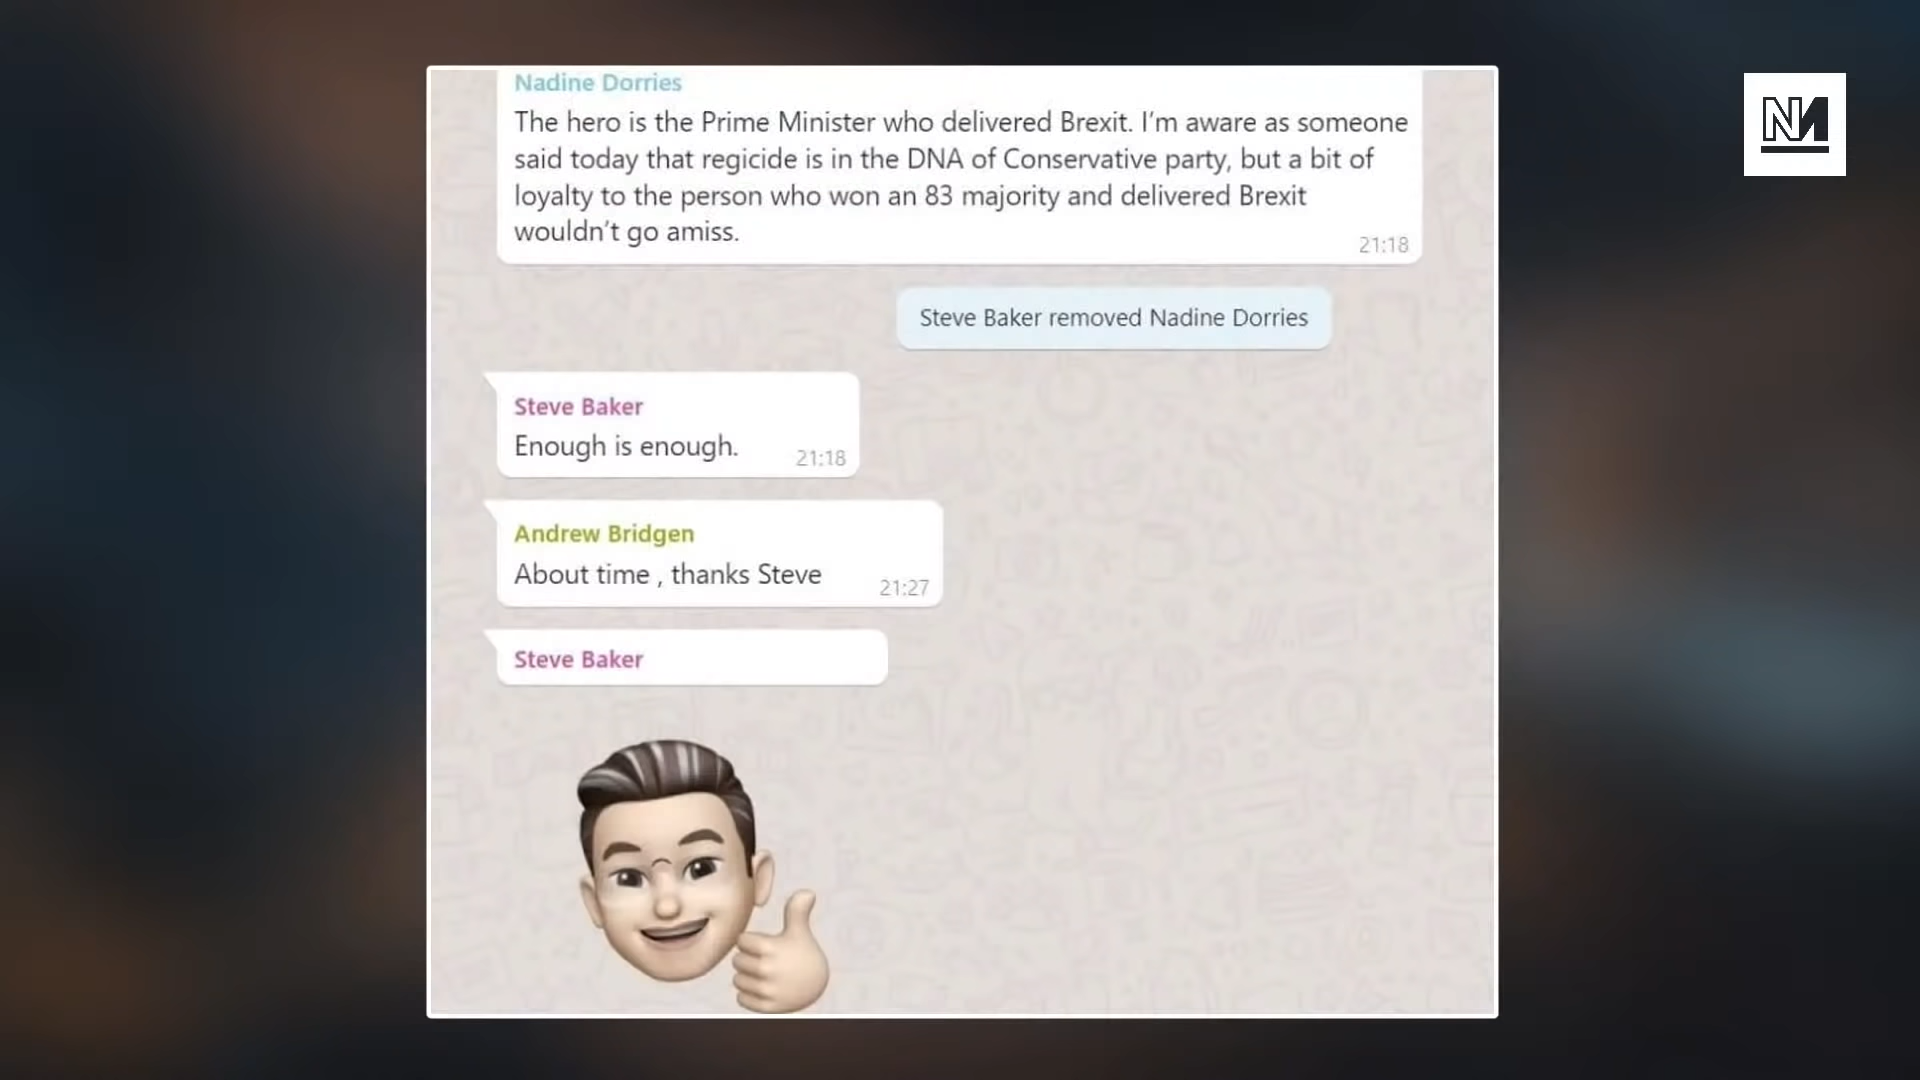 Nadine Dorries
The hero is the Prime Minister who delivered Brexit. I'm aware as someone
said today that regicide is in the DNA of Conservative party, but a bit of
loyalty to the person who won an 83 majority and delivered Brexit
wouldn't go amiss.
21:18
Steve Baker removed Nadine Dorries
Steve Baker
Enough is enough.
21:18
Andrew Bridgen
About time , thanks Steve
21:27
Steve Baker
NM